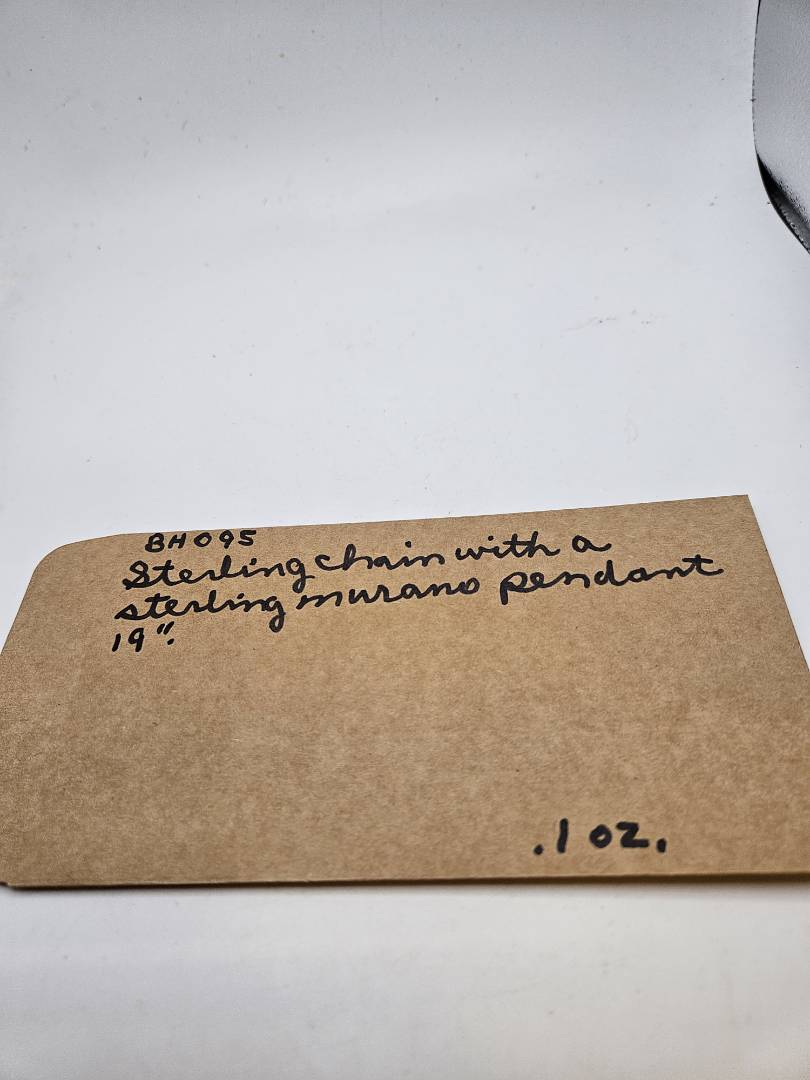 BH095
Sterling chain with a
sterling murano pendant
19".
.1 oz.